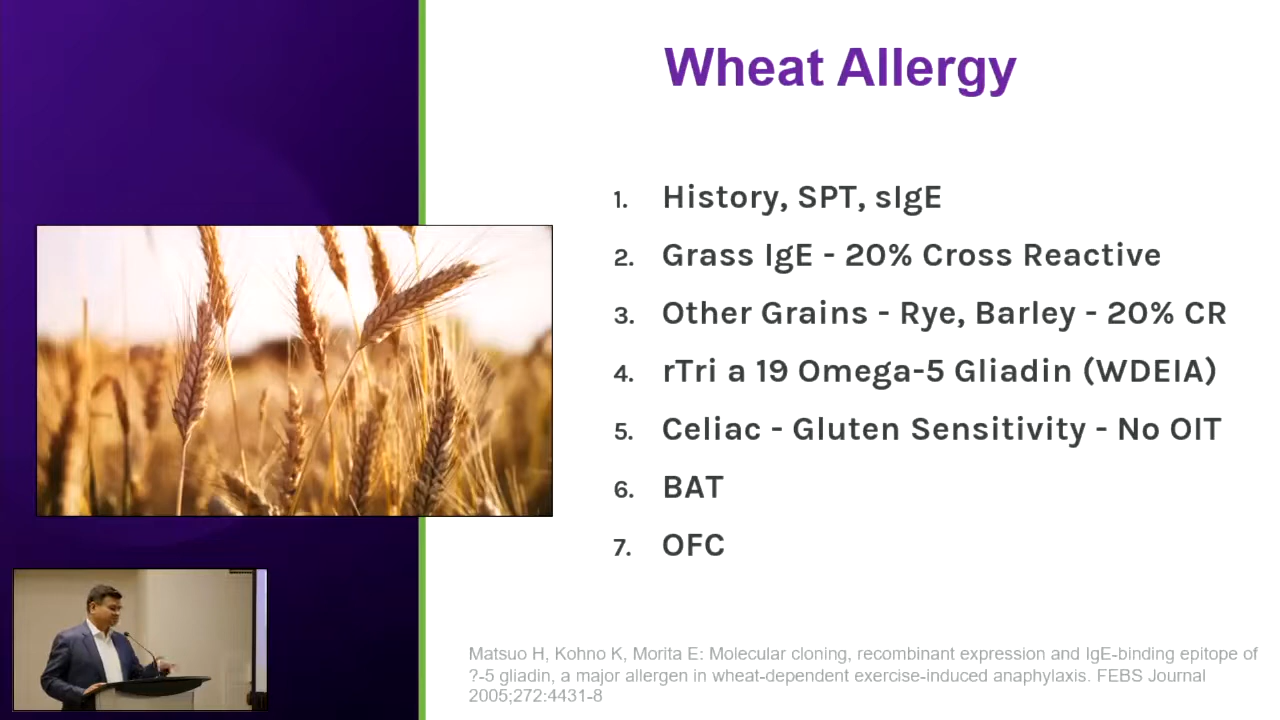 Wheat Allergy
1. History, SPT, sIgE
2. Grass IgE - 20% Cross Reactive
3. Other Grains - Rye, Barley - 20% CR
4. rTri a 19 Omega-5 Gliadin (WDEIA)
5. Celiac - Gluten Sensitivity - No OIT
6. BAT
7. OFC
Matsuo H, Kohno K, Morita E: Molecular cloning, recombinant expression and IgE-binding epitope of
?-5 gliadin, a major allergen in wheat-dependent exercise-induced anaphylaxis. FEBS Journal
2005;272:4431-8